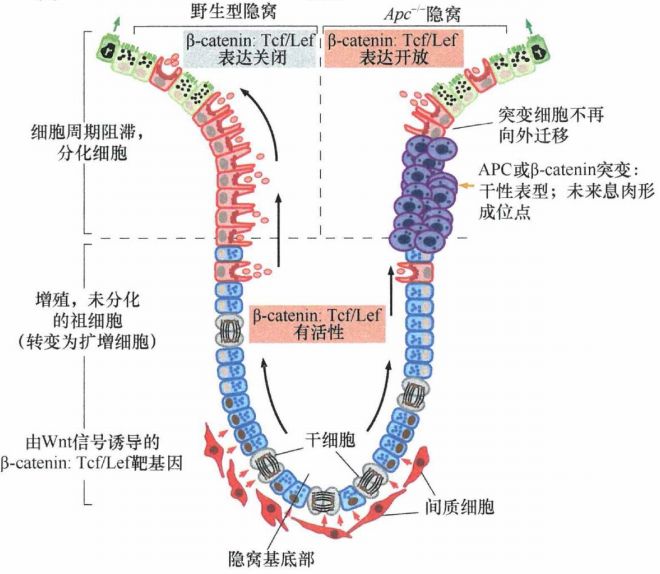 野生型隐窝
Apc⁻/⁻隐窝
β-catenin: Tcf/Lef
表达关闭
β-catenin: Tcf/Lef
表达开放
细胞周期阻滞，
分化细胞
突变细胞不再
向外迁移
APC或β-catenin突变：
干性表型；未来息肉形
成位点
增殖，未分化
的祖细胞
（转变为扩增细胞）
β-catenin: Tcf/Lef
有活性
由Wnt信号诱导的
β-catenin: Tcf/Lef靶基因
干细胞
间质细胞
隐窝基底部